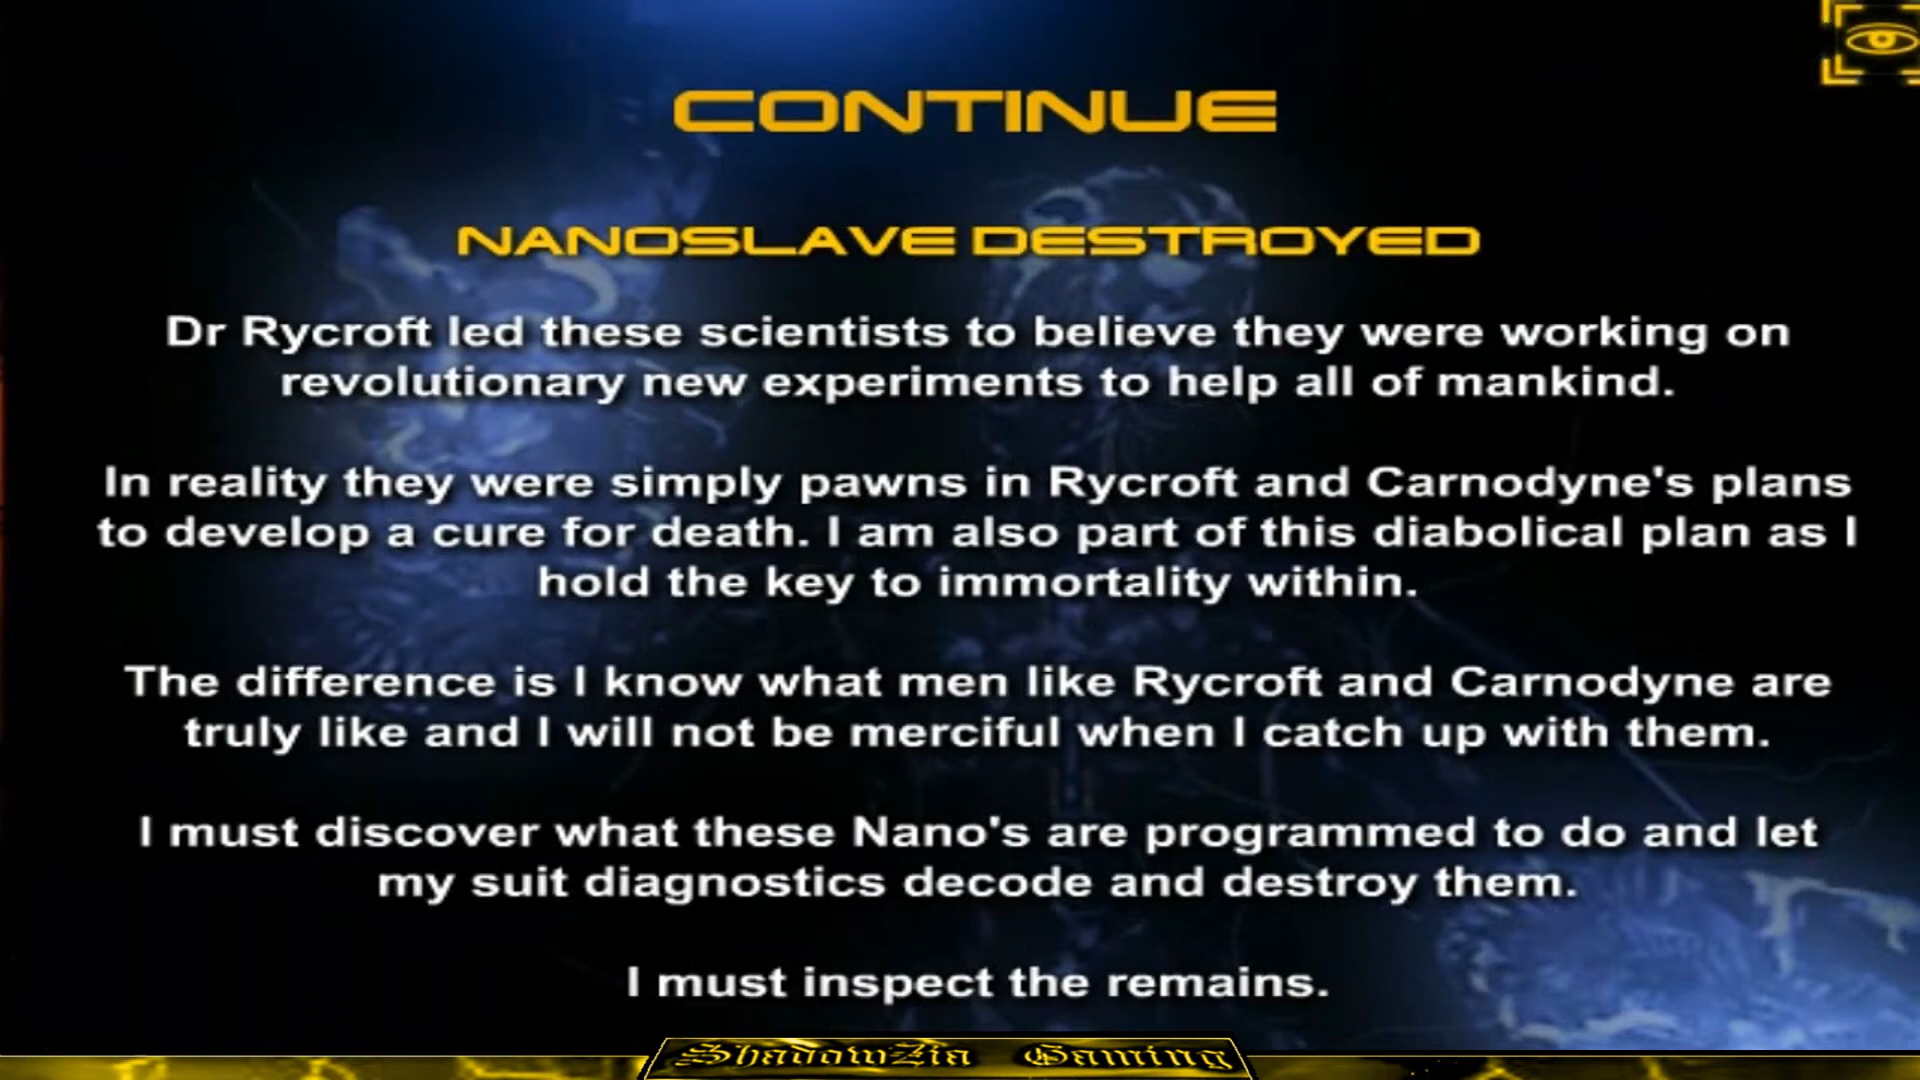 CONTINUE
NANOSLAVE DESTROYED
Dr Rycroft led these scientists to believe they were working on
revolutionary new experiments to help all of mankind.
In reality they were simply pawns in Rycroft and Carnodyne's plans
to develop a cure for death. I am also part of this diabolical plan as I
hold the key to immortality within.
The difference is I know what men like Rycroft and Carnodyne are
truly like and I will not be merciful when I catch up with them.
I must discover what these Nano's are programmed to do and let
my suit diagnostics decode and destroy them.
I must inspect the remains.
ShadowZia Gaming